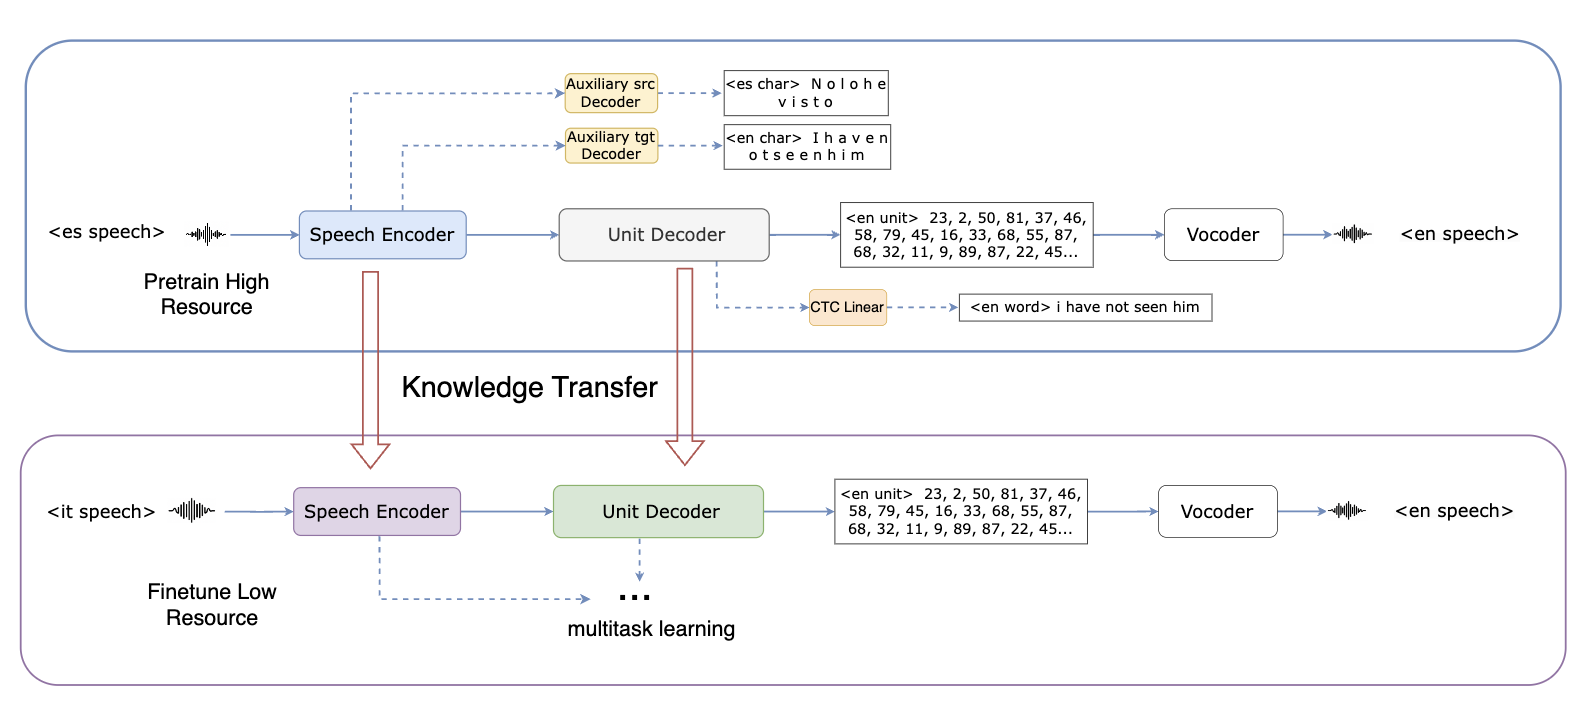 Auxiliary src
Decoder
<es char> N o l o h e
v i s t o
Auxiliary tgt
Decoder
<en char> I h a v e n
o t s e e n h i m
<es speech>
Speech Encoder
Unit Decoder
<en unit> 23, 2, 50, 81, 37, 46,
58, 79, 45, 16, 33, 68, 55, 87,
68, 32, 11, 9, 89, 87, 22, 45...
Vocoder
<en speech>
Pretrain High
Resource
CTC Linear
<en word> i have not seen him
Knowledge Transfer
<it speech>
Speech Encoder
Unit Decoder
<en unit> 23, 2, 50, 81, 37, 46,
58, 79, 45, 16, 33, 68, 55, 87,
68, 32, 11, 9, 89, 87, 22, 45...
Vocoder
<en speech>
Finetune Low
Resource
...
multitask learning